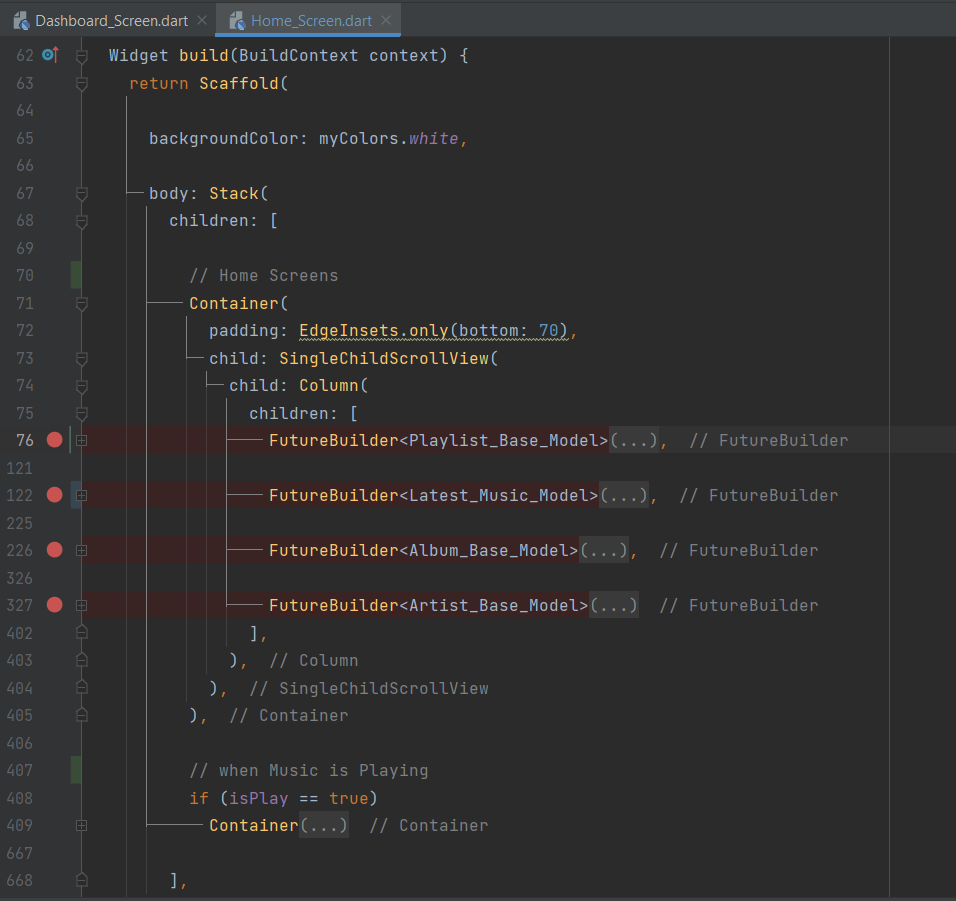 Dashboard_Screen.dart × Home_Screen.dart ×
62 Widget build(BuildContext context) {
63 return Scaffold(
64
65 backgroundColor: myColors.white,
66
67 body: Stack(
68 children: [
69
70 // Home Screens
71 Container(
72 padding: EdgeInsets.only(bottom: 70),
73 child: SingleChildScrollView(
74 child: Column(
75 children: [
76 FutureBuilder<Playlist_Base_Model>(...), // FutureBuilder
121
122 FutureBuilder<Latest_Music_Model>(...), // FutureBuilder
225
226 FutureBuilder<Album_Base_Model>(...), // FutureBuilder
326
327 FutureBuilder<Artist_Base_Model>(...) // FutureBuilder
402 ],
403 ), // Column
404 ), // SingleChildScrollView
405 ), // Container
406
407 // when Music is Playing
408 if (isPlay == true)
409 Container(...) // Container
667
668 ],